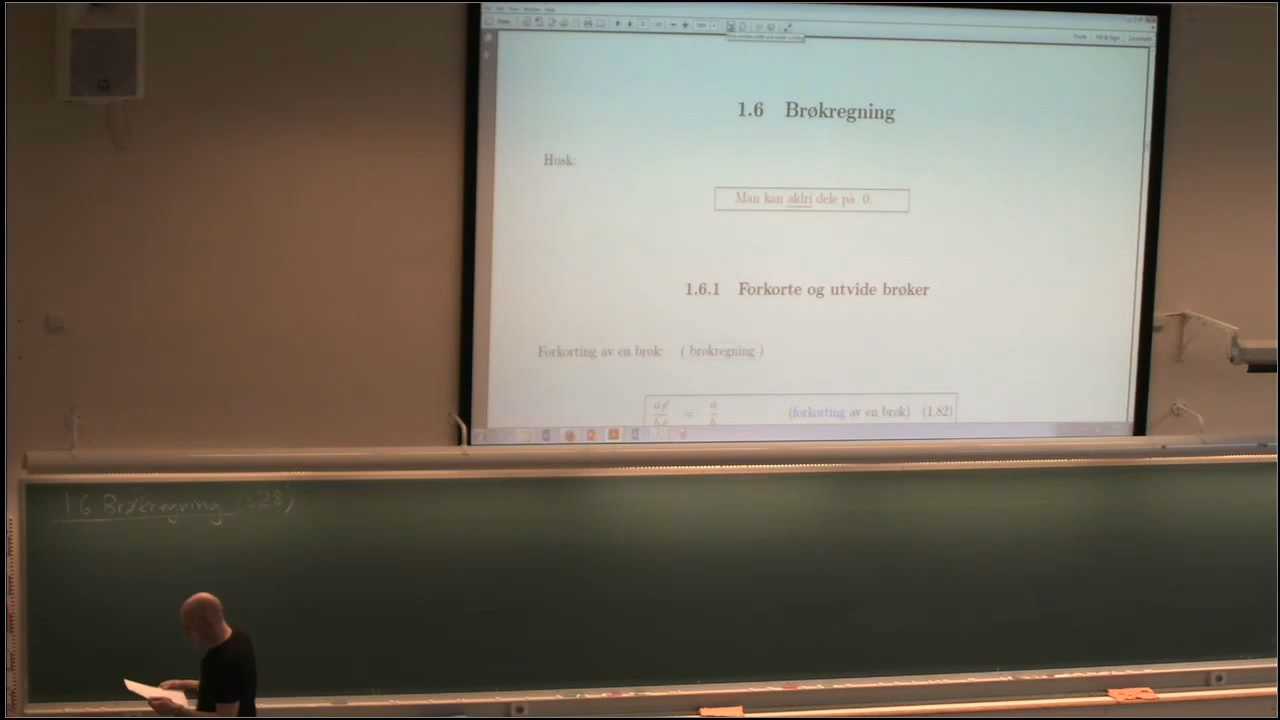 1.6 Brøkregning
Husk:
Man kan aldri dele på 0.
1.6.1 Forkorte og utvide brøker
Forkorting av en brøk: ( brøkregning )
= a (forkorting av en brøk) (1.82)
1.6 Brøkregning (s28)